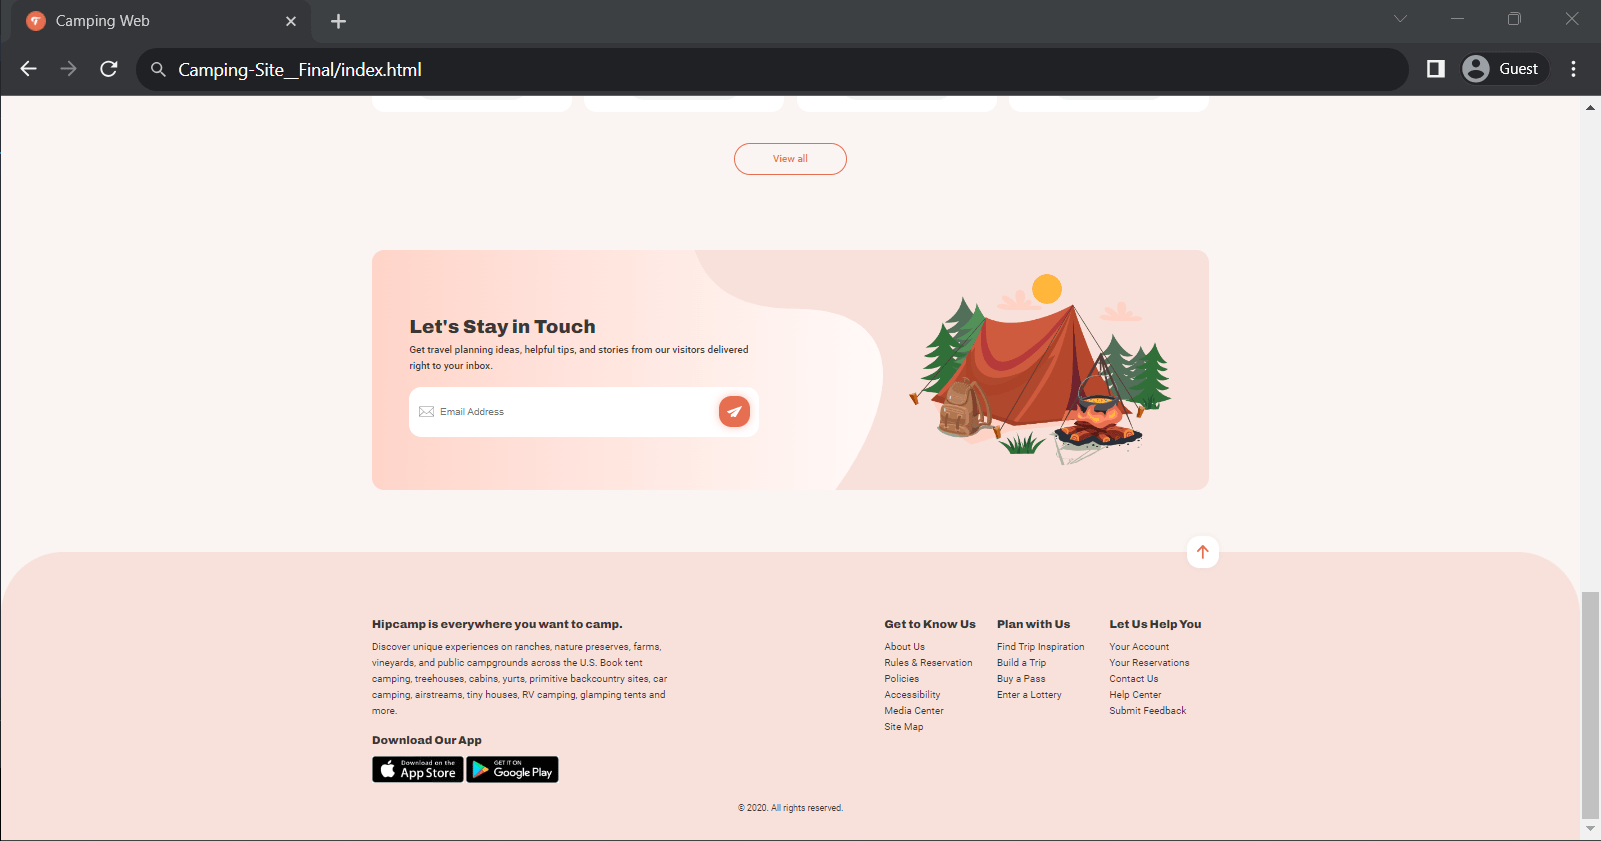 Camping Web
Camping-Site__Final/index.html
Guest
View all
Let's Stay in Touch
Get travel planning ideas, helpful tips, and stories from our visitors delivered
right to your inbox.
Email Address
Hipcamp is everywhere you want to camp.
Discover unique experiences on ranches, nature preserves, farms,
vineyards, and public campgrounds across the U.S. Book tent
camping, treehouses, cabins, yurts, primitive backcountry sites, car
camping, airstreams, tiny houses, RV camping, glamping tents and
more.
Download Our App
Download on the
App Store
GET IT ON
Google Play
Get to Know Us
About Us
Rules & Reservation
Policies
Accessibility
Media Center
Site Map
Plan with Us
Find Trip Inspiration
Build a Trip
Buy a Pass
Enter a Lottery
Let Us Help You
Your Account
Your Reservations
Contact Us
Help Center
Submit Feedback
© 2020. All rights reserved.